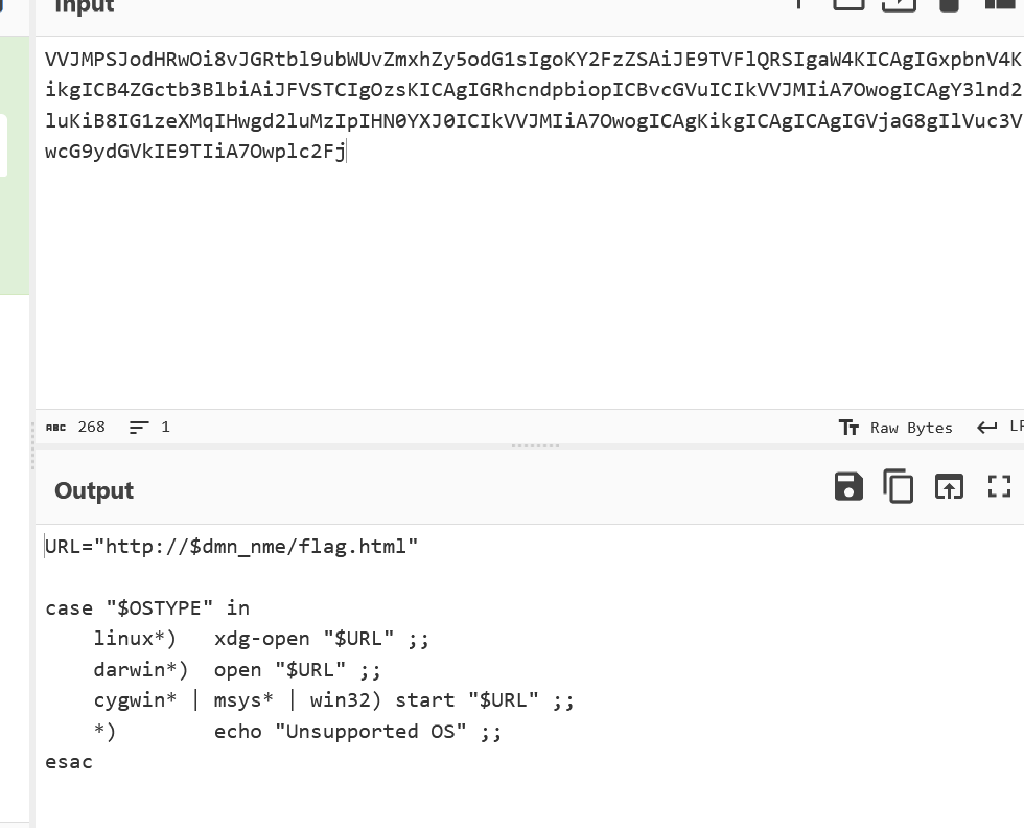 Input
VVJMPSJodHRwOi8vJGRtbl9ubWUvZmxhZy5odG1sIgoKY2FzZSAiJE9TVFlQRSIgaW4KICAgIGxpbnV4K
ikgICB4ZGctb3BlbiAiJFVSTCIgOzsKICAgIGRhcndpbiopICBvcGVuICIkVVJMIiA7OwogICAgY3lnd2
luKiB8IG1zeXMqIHwgd2luMzIpIHN0YXJ0ICIkVVJMIiA7OwogICAgKikgICAgICAgIGVjaG8gIlVuc3V
wcG9ydGVkIE9TIiA7Owplc2Fj
ABC 268 1 Raw Bytes LF
Output
URL="http://$dmn_nme/flag.html"
case "$OSTYPE" in
linux*) xdg-open "$URL" ;;
darwin*) open "$URL" ;;
cygwin* | msys* | win32) start "$URL" ;;
*) echo "Unsupported OS" ;;
esac